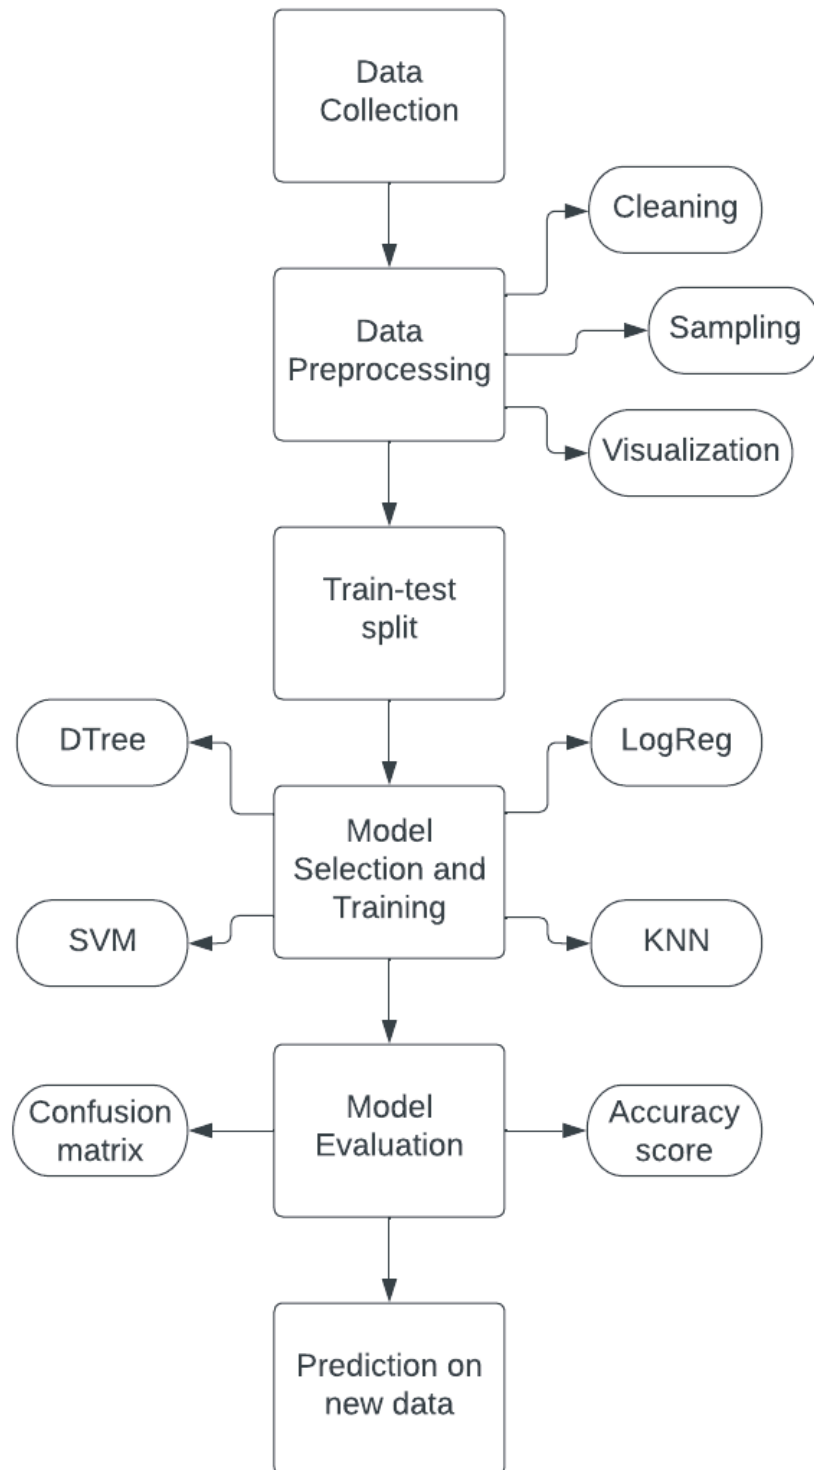 Data
Collection
Cleaning
Data
Preprocessing
Sampling
Visualization
Train-test
split
DTree
LogReg
Model
Selection and
Training
SVM
KNN
Confusion
matrix
Model
Evaluation
Accuracy
score
Prediction on
new data